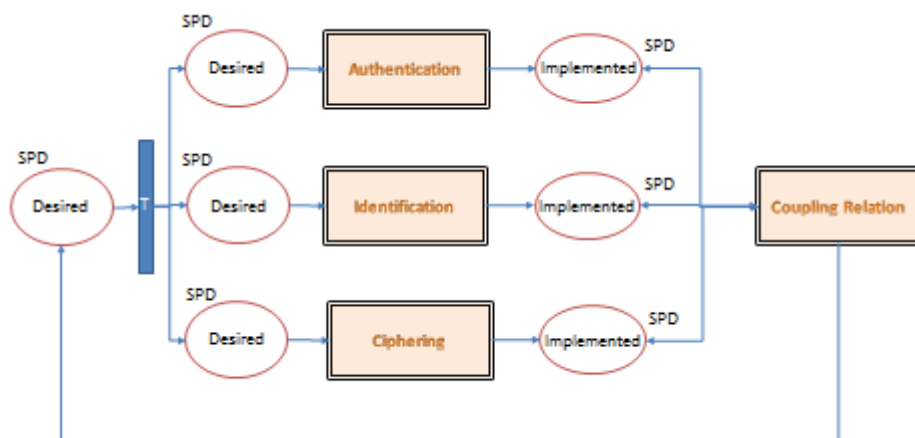 SPD
Desired
Authentication
Implemented
SPD
SPD
Desired
T
SPD
Desired
Identification
Implemented
SPD
Coupling Relation
SPD
Desired
Ciphering
Implemented
SPD